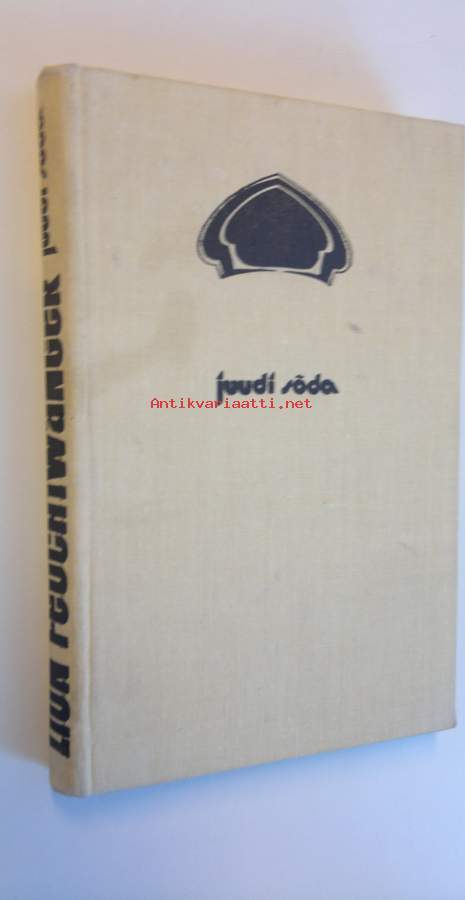 juudi sõda
Antikvariaatti.net
lion feuchtwanger juudi sõda